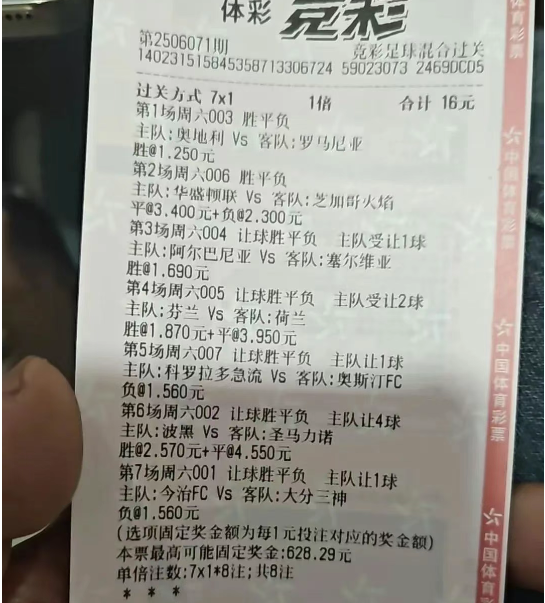 体彩 竞彩
第2506071期 竞彩足球混合过关
140231515845358713306724 59023073 2469DCD5
过关方式 7x1 1倍 合计 16元
第1场周六003 胜平负
主队:奥地利 Vs 客队:罗马尼亚
胜@1.250元
第2场周六006 胜平负
主队:华盛顿联 Vs 客队:芝加哥火焰
平@3.400元+负@2.300元
第3场周六004 让球胜平负 主队受让1球
主队:阿尔巴尼亚 Vs 客队:塞尔维亚
胜@1.690元
第4场周六005 让球胜平负 主队受让2球
主队:芬兰 Vs 客队:荷兰
胜@1.870元+平@3.950元
第5场周六007 让球胜平负 主队让1球
主队:科罗拉多急流 Vs 客队:奥斯汀FC
负@1.560元
第6场周六002 让球胜平负 主队让4球
主队:波黑 Vs 客队:圣马力诺
胜@2.570元+平@4.550元
第7场周六001 让球胜平负 主队让1球
主队:今治FC Vs 客队:大分三神
负@1.560元
(选项固定奖金额为每1元投注对应的奖金额)
本票最高可能固定奖金:628.29元
单倍注数:7x1*8注;共8注
* * *
体育彩票
中国体育彩票
中国体育彩票
中国体育